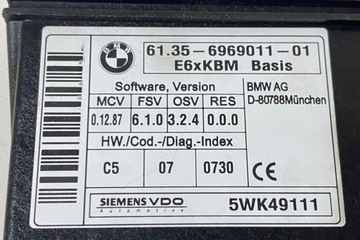 BMW
61.35-6969011-01
E6xKBM Basis
Software, Version
MCV FSV OSV RES
0.12.87 6.1.0 3.2.4 0.0.0
BMW AG
D-80788München
HW./Cod-/Diag.-Index
C5 07 0730
CE
SIEMENS VDO
Automotive
5WK49111